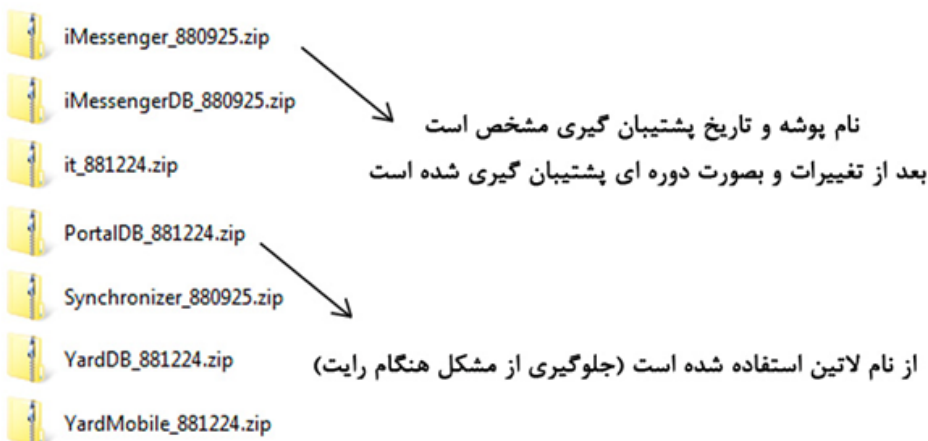 iMessenger_880925.zip
iMessengerDB_880925.zip
نام پوشه و تاریخ پشتیبان گیری مشخص است
it_881224.zip
بعد از تغییرات و بصورت دوره ای پشتیبان گیری شده است
PortalDB_881224.zip
Synchronizer_880925.zip
YardDB_881224.zip
از نام لاتین استفاده شده است (جلوگیری از مشکل هنگام رایت)
YardMobile_881224.zip